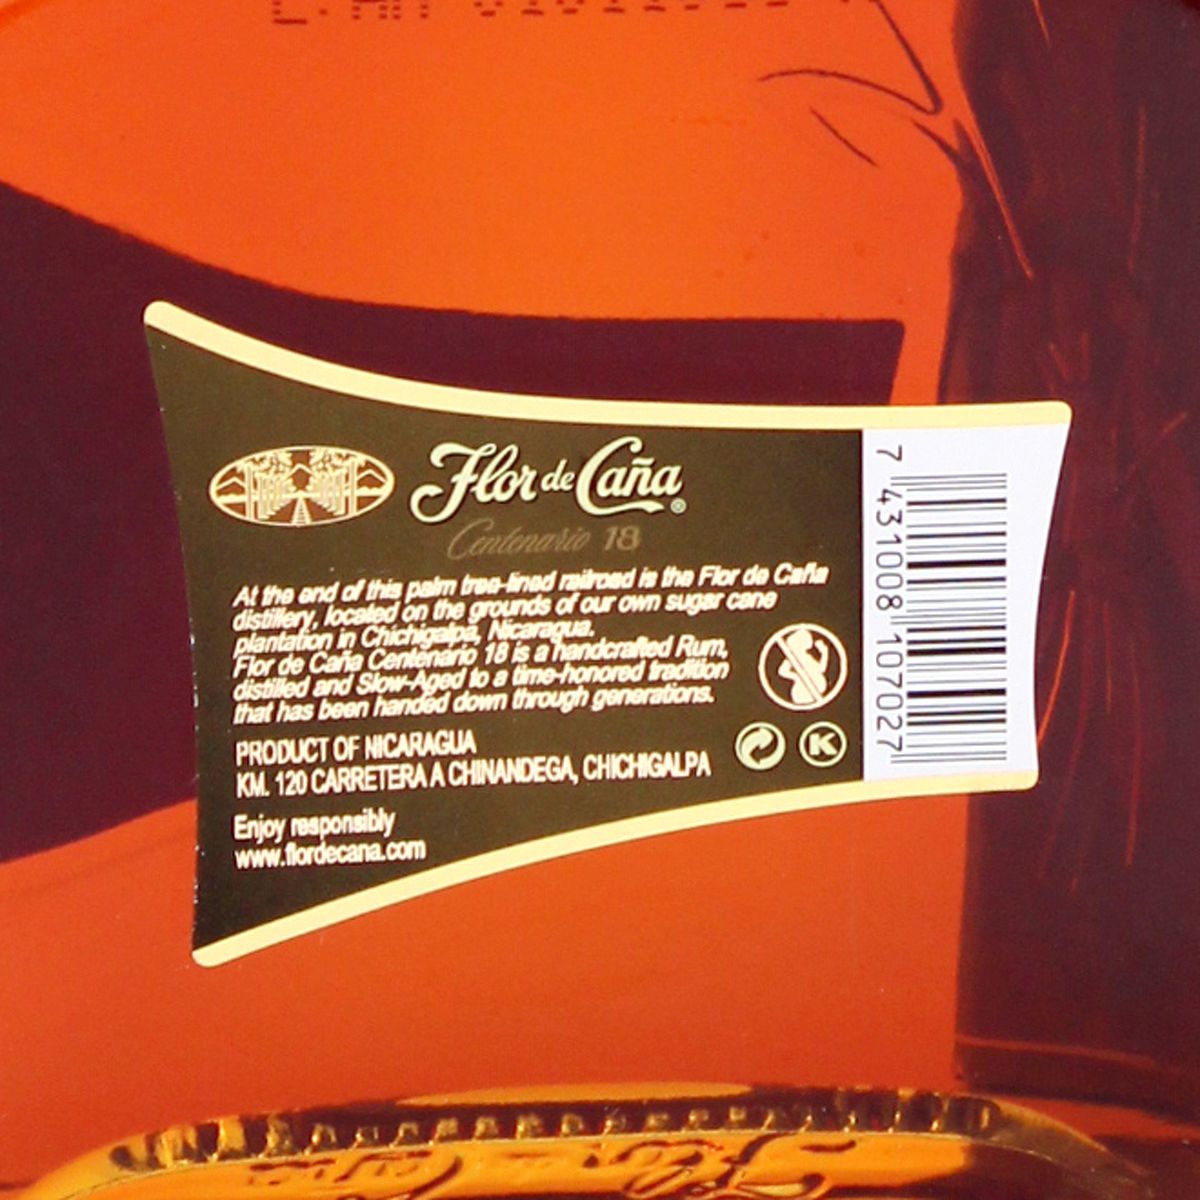 Flor de Caña®
Centenario 18
At the end of this palm tree-lined railroad is the Flor de Caña
distillery, located on the grounds of our own sugar cane
plantation in Chichigalpa, Nicaragua.
Flor de Caña Centenario 18 is a handcrafted Rum,
distilled and Slow-Aged to a time-honored tradition
that has been handed down through generations.
PRODUCT OF NICARAGUA
KM. 120 CARRETERA A CHINANDEGA, CHICHIGALPA
K
Enjoy responsibly
www.flordecana.com
7 431008 107027